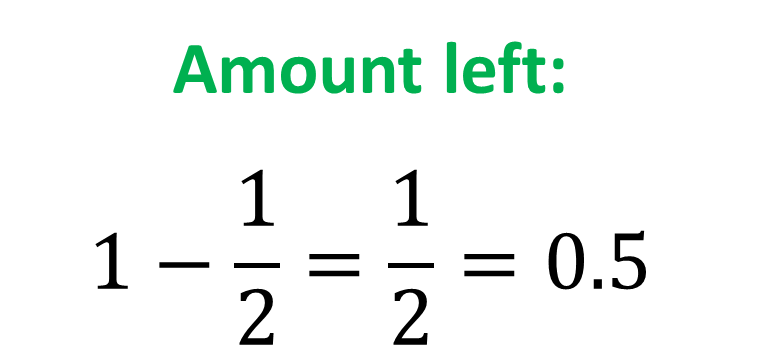 Amount left:
1 − 1/2 = 1/2 = 0.5